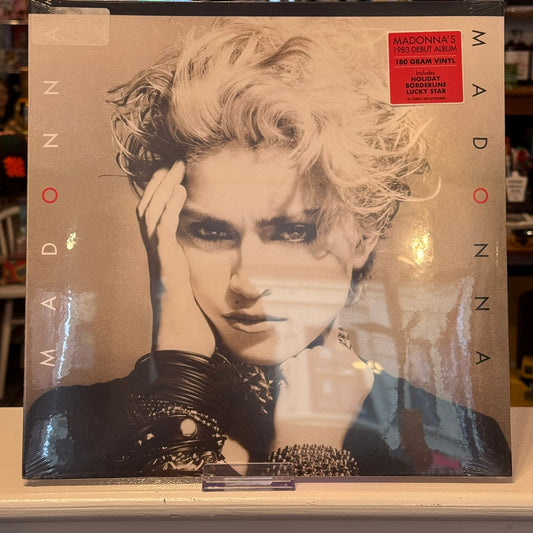 MADONNA
MADONNA
MADONNA'S
1983 DEBUT ALBUM
180 GRAM VINYL
Includes
HOLIDAY
BORDERLINE
LUCKY STAR